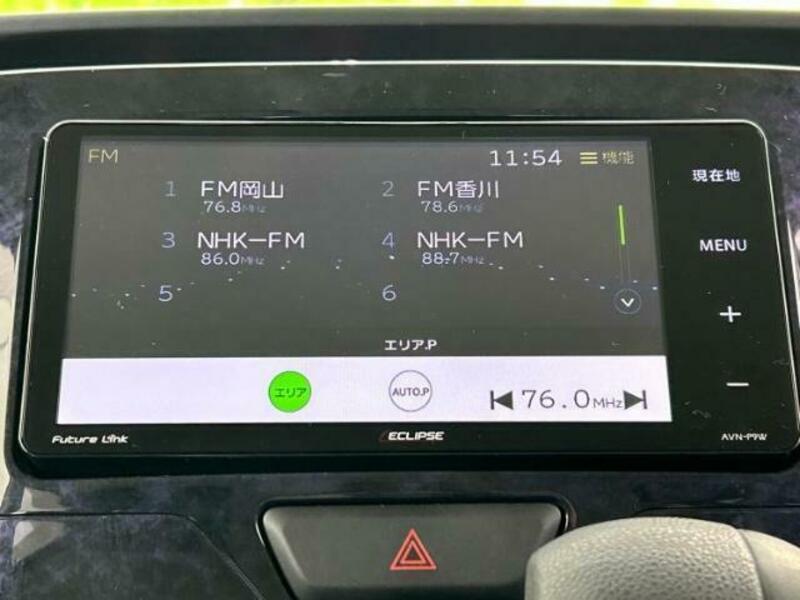 FM 11:54 機能
1 FM岡山 2 FM香川
76.8MHz 78.6MHz
3 NHK-FM 4 NHK-FM
86.0MHz 88.7MHz
5 6
エリア.P
エリア AUTO.P 76.0MHz
現在地
MENU
+
-
Future Link ECLIPSE AVN-P9W